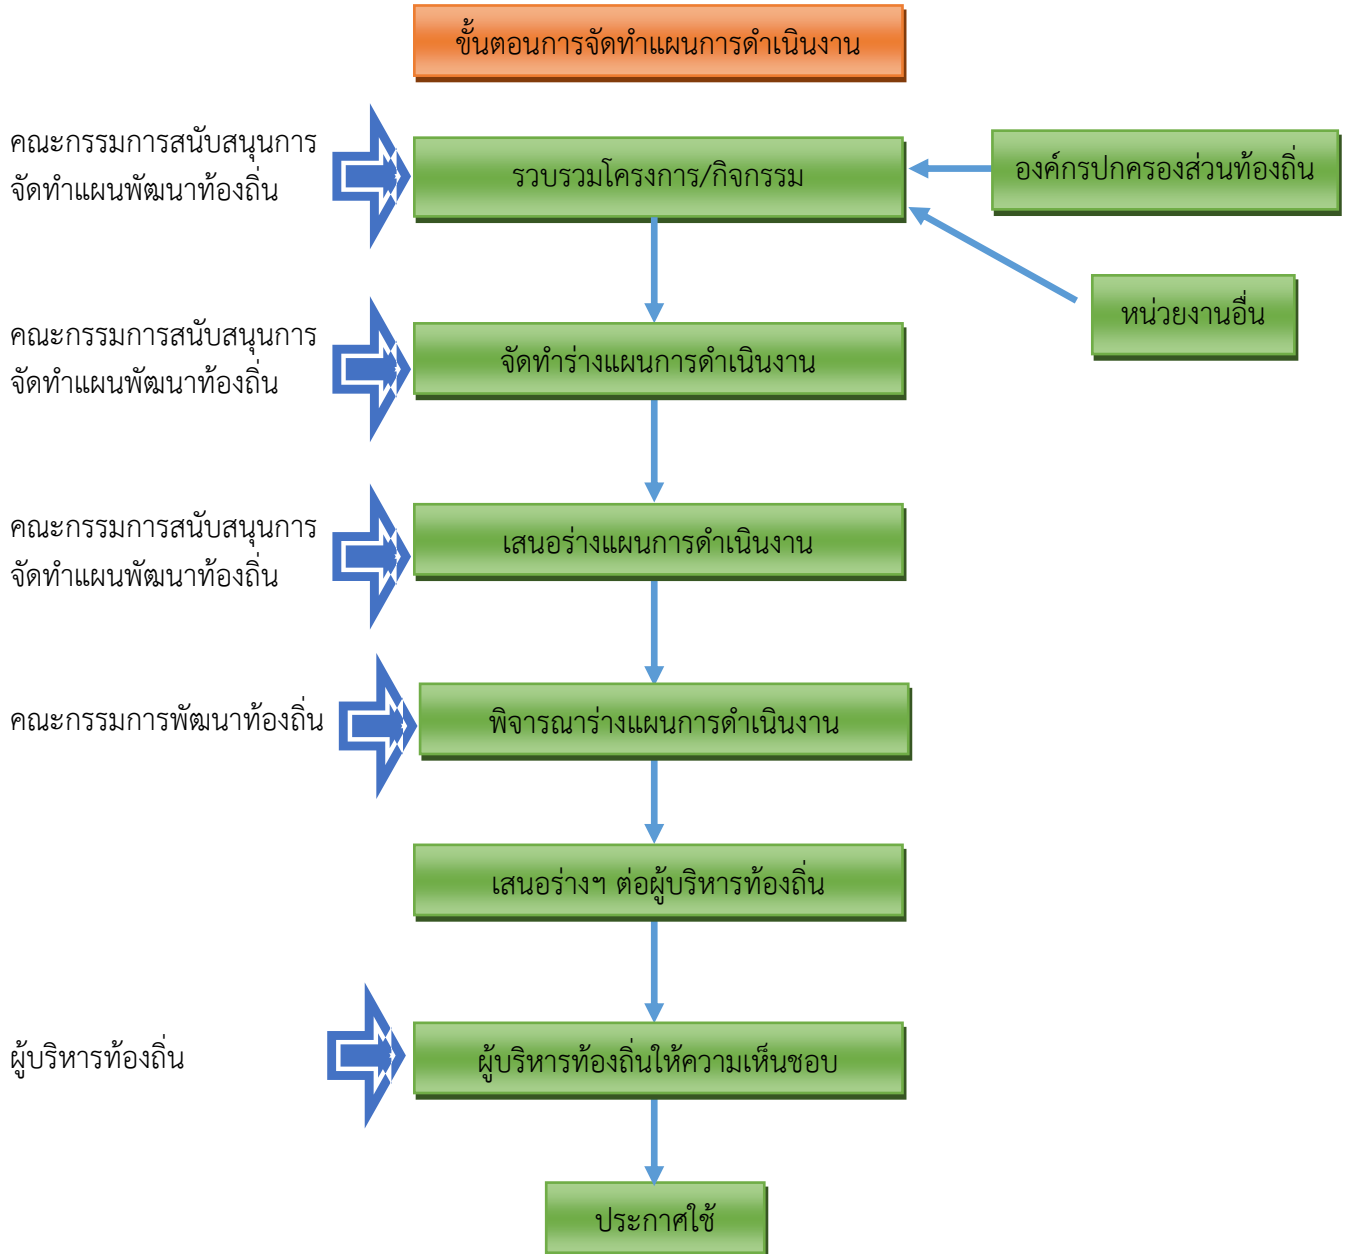 ขั้นตอนการจัดทำแผนการดำเนินงาน
คณะกรรมการสนับสนุนการ
จัดทำแผนพัฒนาท้องถิ่น
รวบรวมโครงการ/กิจกรรม
องค์กรปกครองส่วนท้องถิ่น
หน่วยงานอื่น
คณะกรรมการสนับสนุนการ
จัดทำแผนพัฒนาท้องถิ่น
จัดทำร่างแผนการดำเนินงาน
คณะกรรมการสนับสนุนการ
จัดทำแผนพัฒนาท้องถิ่น
เสนอร่างแผนการดำเนินงาน
คณะกรรมการพัฒนาท้องถิ่น
พิจารณาร่างแผนการดำเนินงาน
เสนอร่างฯ ต่อผู้บริหารท้องถิ่น
ผู้บริหารท้องถิ่น
ผู้บริหารท้องถิ่นให้ความเห็นชอบ
ประกาศใช้